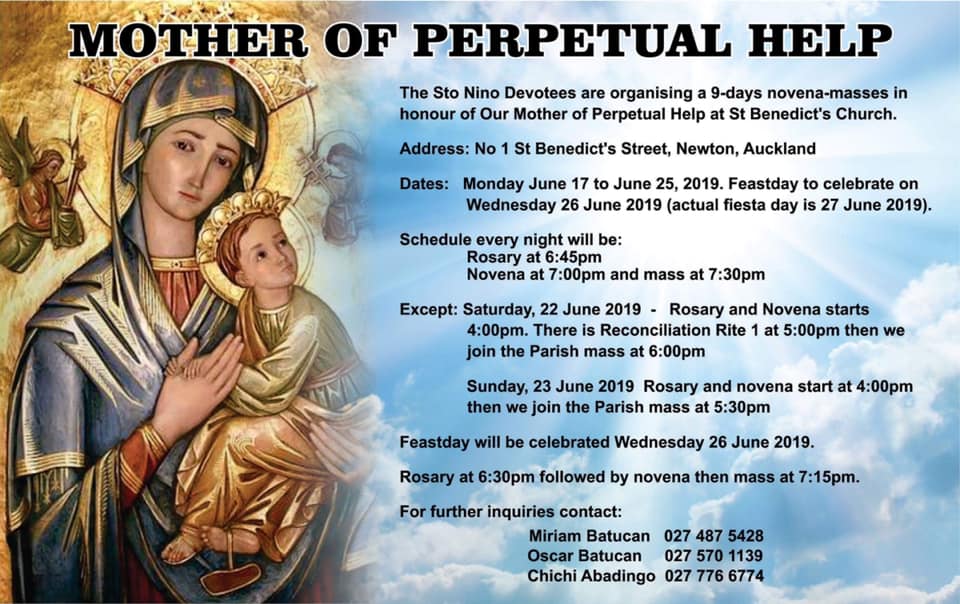 MOTHER OF PERPETUAL HELP
The Sto Nino Devotees are organising a 9-days novena-masses in
honour of Our Mother of Perpetual Help at St Benedict's Church.
Address: No 1 St Benedict's Street, Newton, Auckland
Dates: Monday June 17 to June 25, 2019. Feastday to celebrate on
Wednesday 26 June 2019 (actual fiesta day is 27 June 2019).
Schedule every night will be:
Rosary at 6:45pm
Novena at 7:00pm and mass at 7:30pm
Except: Saturday, 22 June 2019 - Rosary and Novena starts
4:00pm. There is Reconciliation Rite 1 at 5:00pm then we
join the Parish mass at 6:00pm
Sunday, 23 June 2019 Rosary and novena start at 4:00pm
then we join the Parish mass at 5:30pm
Feastday will be celebrated Wednesday 26 June 2019.
Rosary at 6:30pm followed by novena then mass at 7:15pm.
For further inquiries contact:
Miriam Batucan 027 487 5428
Oscar Batucan 027 570 1139
Chichi Abadingo 027 776 6774